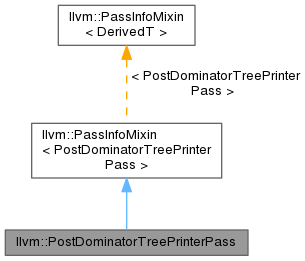 llvm::PassInfoMixin
< DerivedT >
< PostDominatorTreePrinter
Pass >
llvm::PassInfoMixin
< PostDominatorTreePrinter
Pass >
llvm::PostDominatorTreePrinterPass